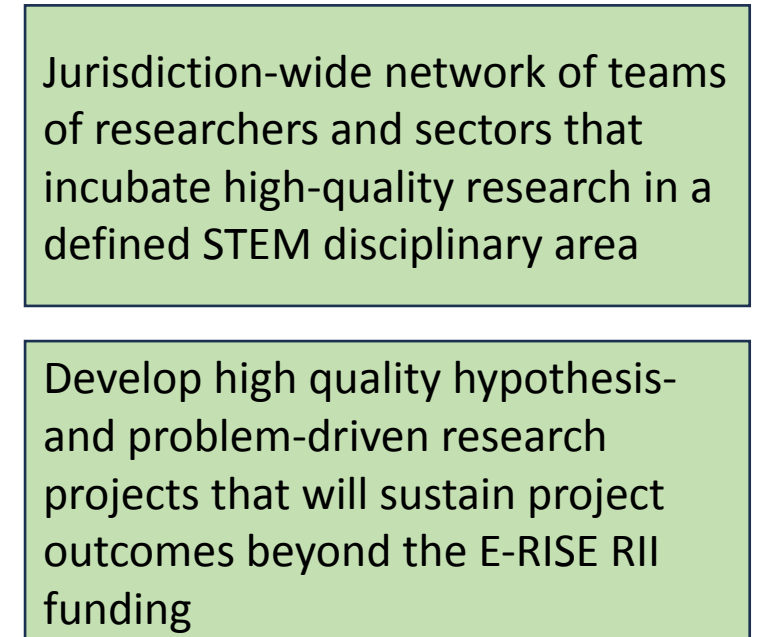 Jurisdiction-wide network of teams
of researchers and sectors that
incubate high-quality research in a
defined STEM disciplinary area
Develop high quality hypothesis-
and problem-driven research
projects that will sustain project
outcomes beyond the E-RISE RII
funding